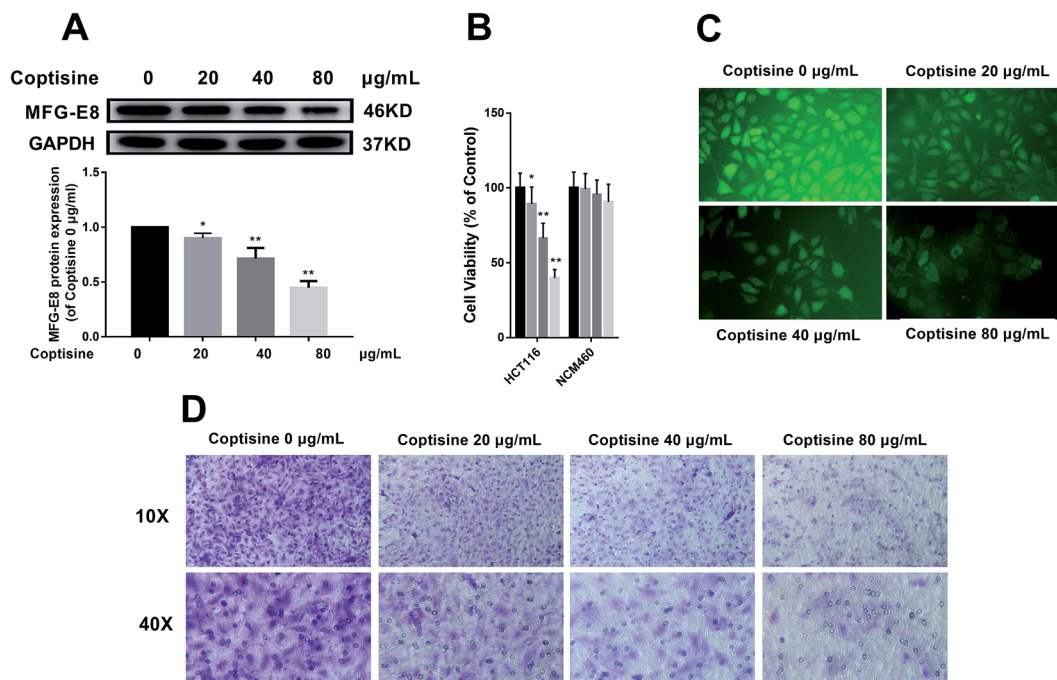 A
Coptisine 0 20 40 80 μg/mL
MFG-E8 46KD
GAPDH 37KD
MFG-E8 protein expression
(of Coptisine 0 μg/ml)
1.5
1.0
0.5
0.0
* ** **
Coptisine 0 20 40 80 μg/mL
B
Cell Viability (% of Control)
150
100
50
0
* ** **
HCT116 NCM460
C
Coptisine 0 μg/mL Coptisine 20 μg/mL
Coptisine 40 μg/mL Coptisine 80 μg/mL
D
Coptisine 0 μg/mL Coptisine 20 μg/mL Coptisine 40 μg/mL Coptisine 80 μg/mL
10X
40X